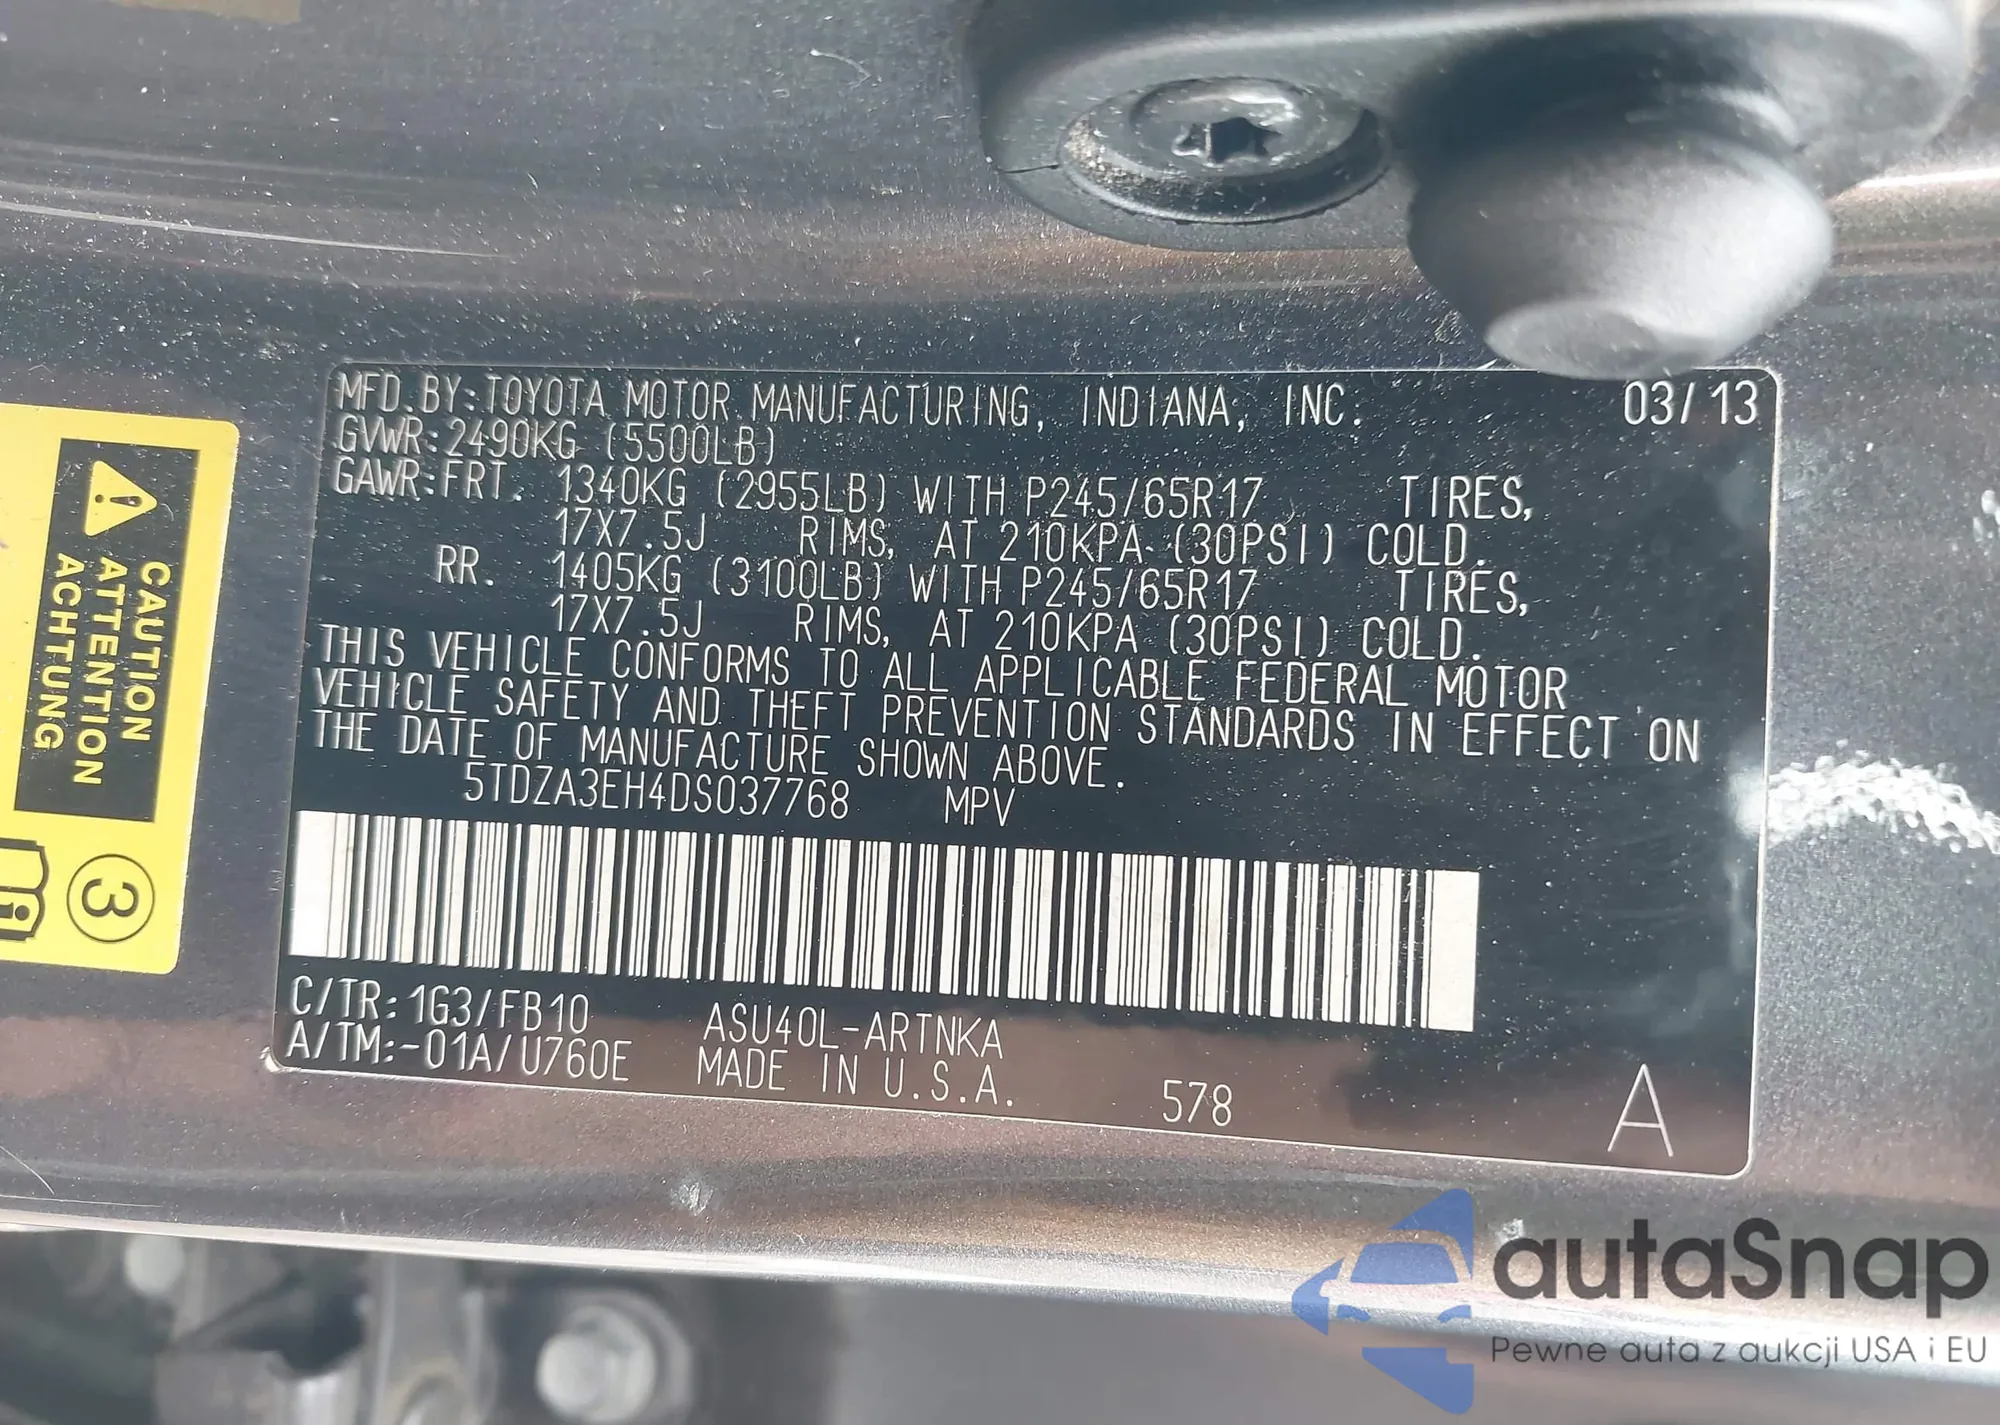 MFD.BY:TOYOTA MOTOR MANUFACTURING, INDIANA, INC. 03/13
GVWR:2490KG (5500LB)
GAWR:FRT. 1340KG (2955LB) WITH P245/65R17 TIRES,
17X7.5J RIMS, AT 210KPA (30PSI) COLD.
RR. 1405KG (3100LB) WITH P245/65R17 TIRES,
17X7.5J RIMS, AT 210KPA (30PSI) COLD.
THIS VEHICLE CONFORMS TO ALL APPLICABLE FEDERAL MOTOR
VEHICLE SAFETY AND THEFT PREVENTION STANDARDS IN EFFECT ON
THE DATE OF MANUFACTURE SHOWN ABOVE.
5TDZA3EH4DS037768 MPV
C/TR:1G3/FB10 ASU40L-ARTNKA
A/TM:-01A/U760E MADE IN U.S.A. 578 A
CAUTION
ATTENTION
ACHTUNG
3
autaSnap
Pewne auta z aukcji USA i EU